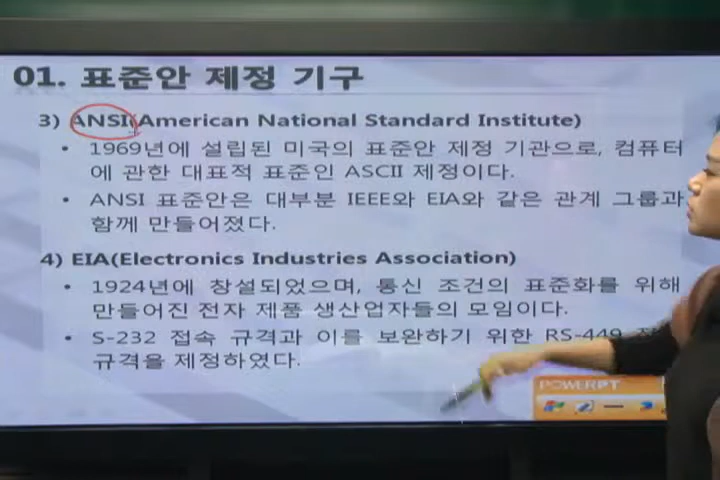 01. 표준안 제정 기구
3) ANSI(American National Standard Institute)
• 1969년에 설립된 미국의 표준안 제정 기관으로, 컴퓨터
에 관한 대표적 표준인 ASCII 제정이다.
• ANSI 표준안은 대부분 IEEE와 EIA와 같은 관계 그룹과
함께 만들어졌다.
4) EIA(Electronics Industries Association)
• 1924년에 창설되었으며, 통신 조건의 표준화를 위해
만들어진 전자 제품 생산업자들의 모임이다.
• S-232 접속 규격과 이를 보완하기 위한 RS-449
규격을 제정하였다.
POWERPT